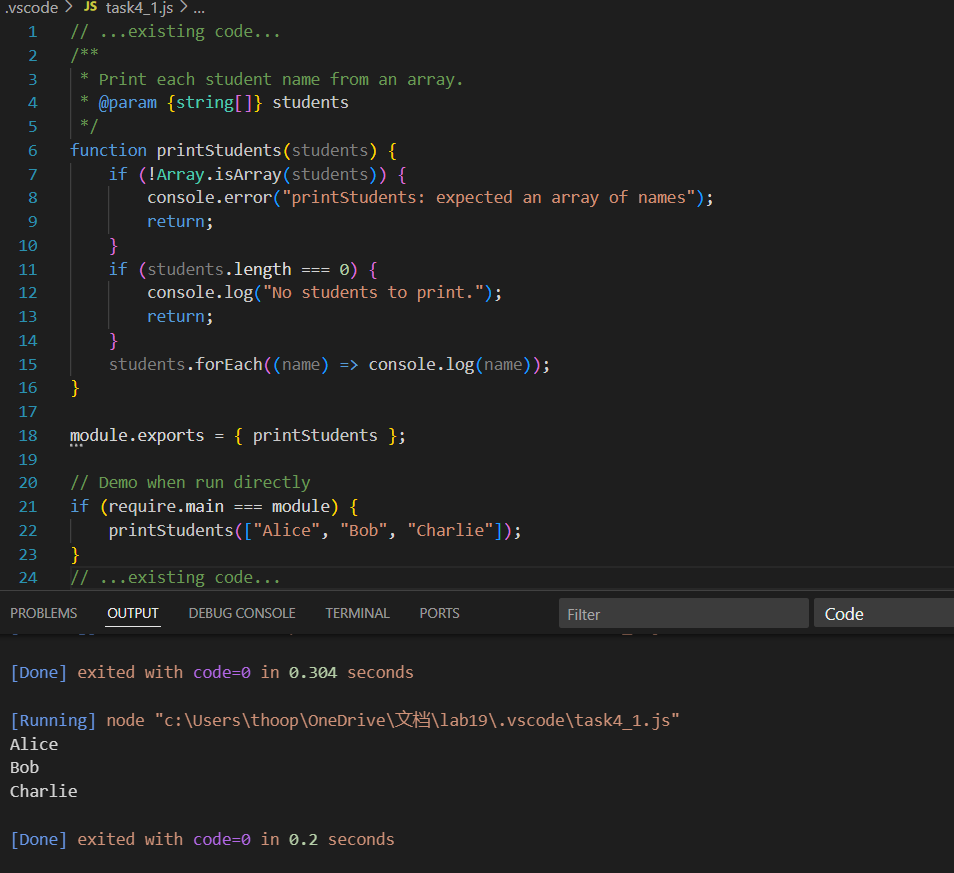 .vscode > JS task4_1.js > ...
1 // ...existing code...
2 /**
3  * Print each student name from an array.
4  * @param {string[]} students
5  */
6 function printStudents(students) {
7     if (!Array.isArray(students)) {
8         console.error("printStudents: expected an array of names");
9         return;
10     }
11     if (students.length === 0) {
12         console.log("No students to print.");
13         return;
14     }
15     students.forEach((name) => console.log(name));
16 }
17
18 module.exports = { printStudents };
19
20 // Demo when run directly
21 if (require.main === module) {
22     printStudents(["Alice", "Bob", "Charlie"]);
23 }
24 // ...existing code...
PROBLEMS OUTPUT DEBUG CONSOLE TERMINAL PORTS Filter Code
[Done] exited with code=0 in 0.304 seconds
[Running] node "c:\Users\thoop\OneDrive\文档\lab19\.vscode\task4_1.js"
Alice
Bob
Charlie
[Done] exited with code=0 in 0.2 seconds